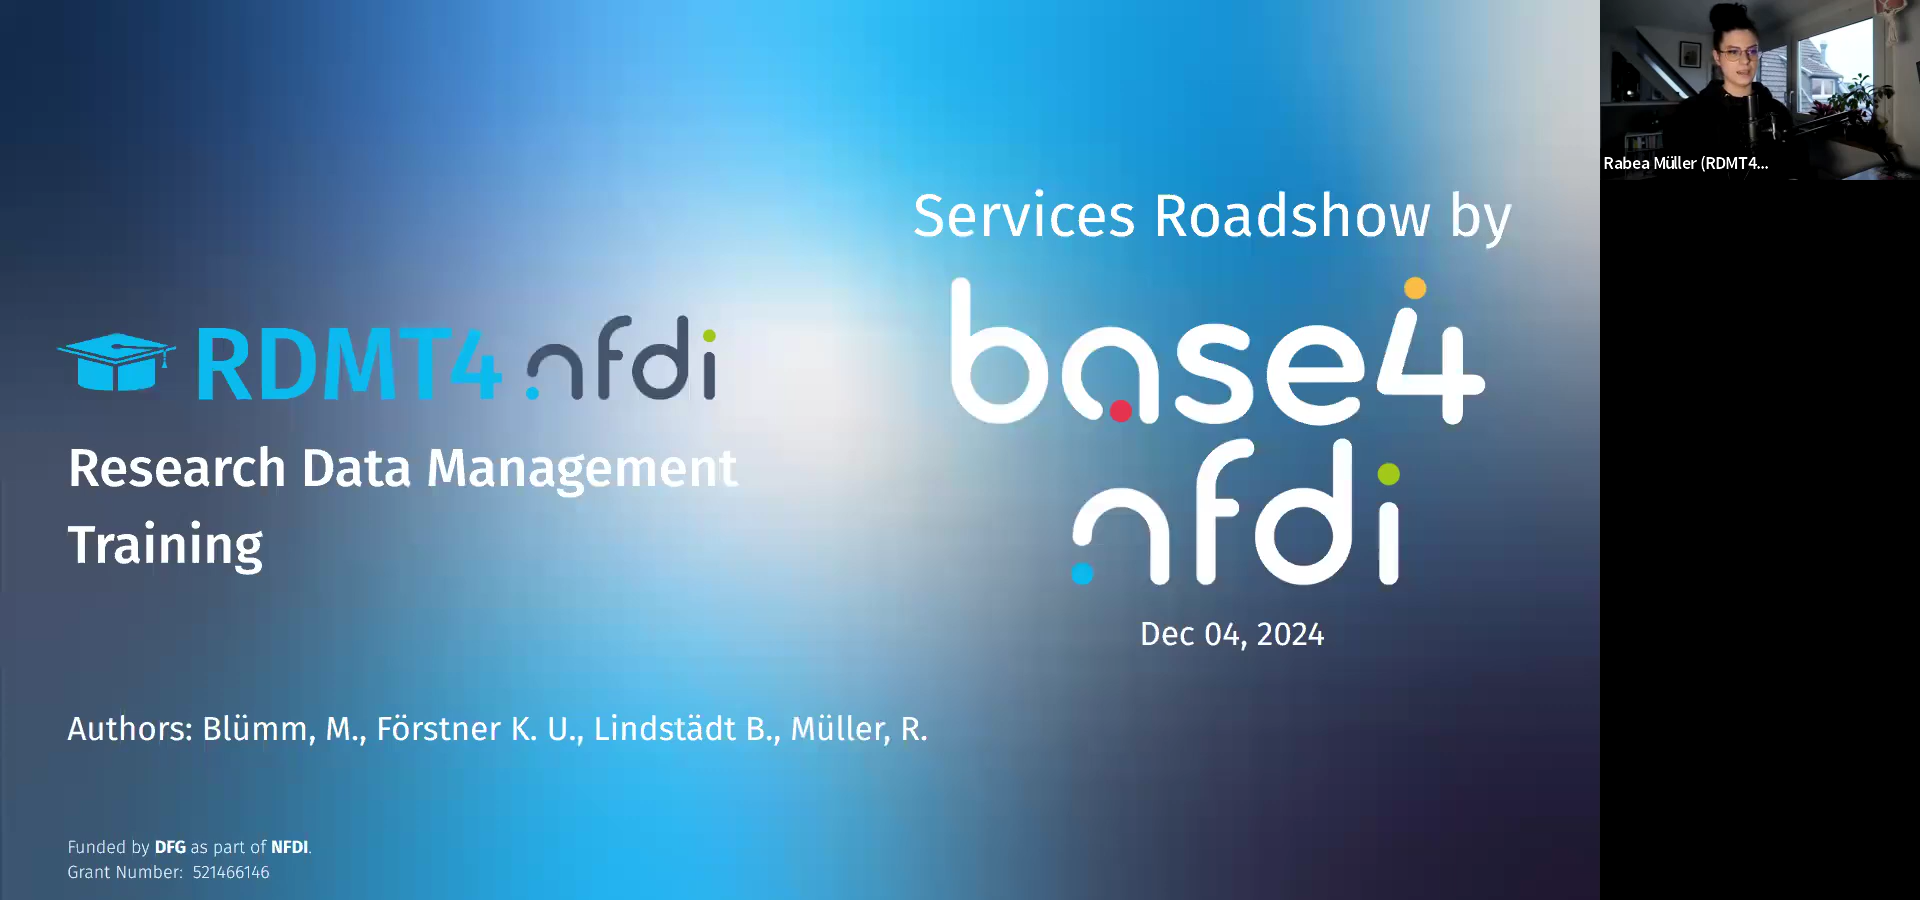 RDMT4 nfdi
Research Data Management
Training
Services Roadshow by
base4
nfdi
Dec 04, 2024
Authors: Blümm, M., Förstner K. U., Lindstädt B., Müller, R.
Funded by DFG as part of NFDI.
Grant Number: 521466146
Rabea Müller (RDMT4...